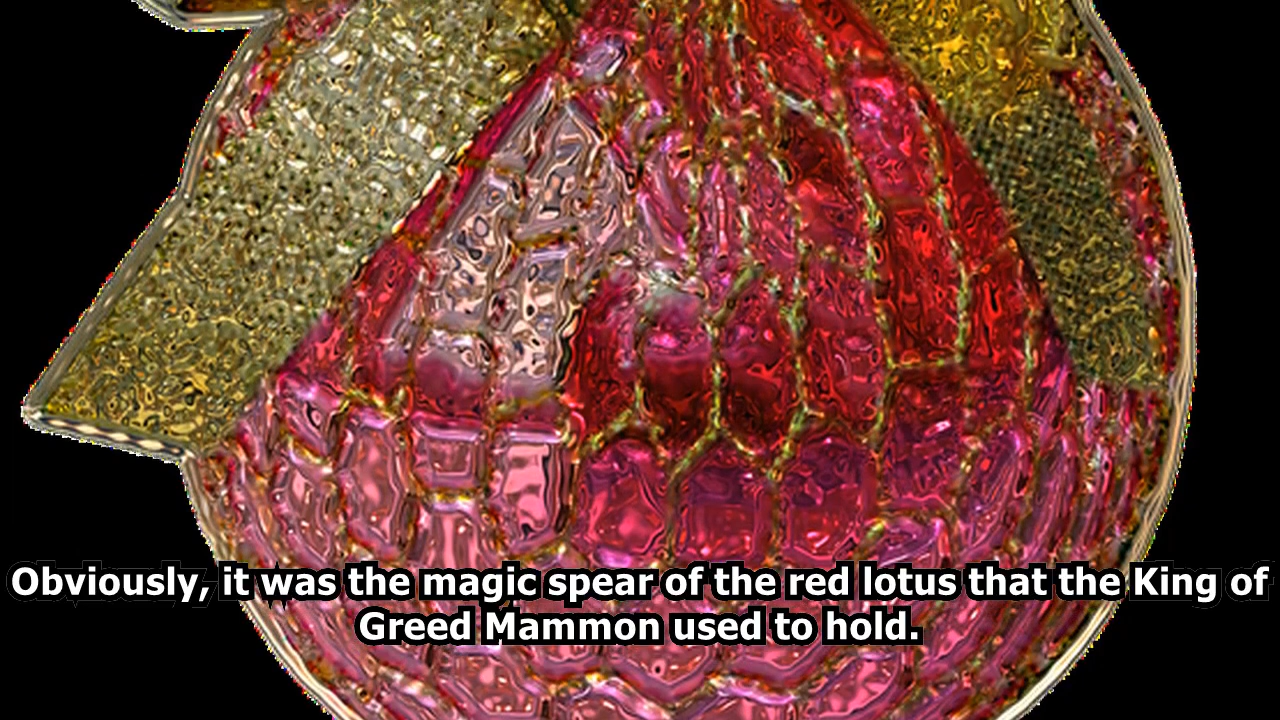 Obviously, it was the magic spear of the red lotus that the King of
Greed Mammon used to hold.